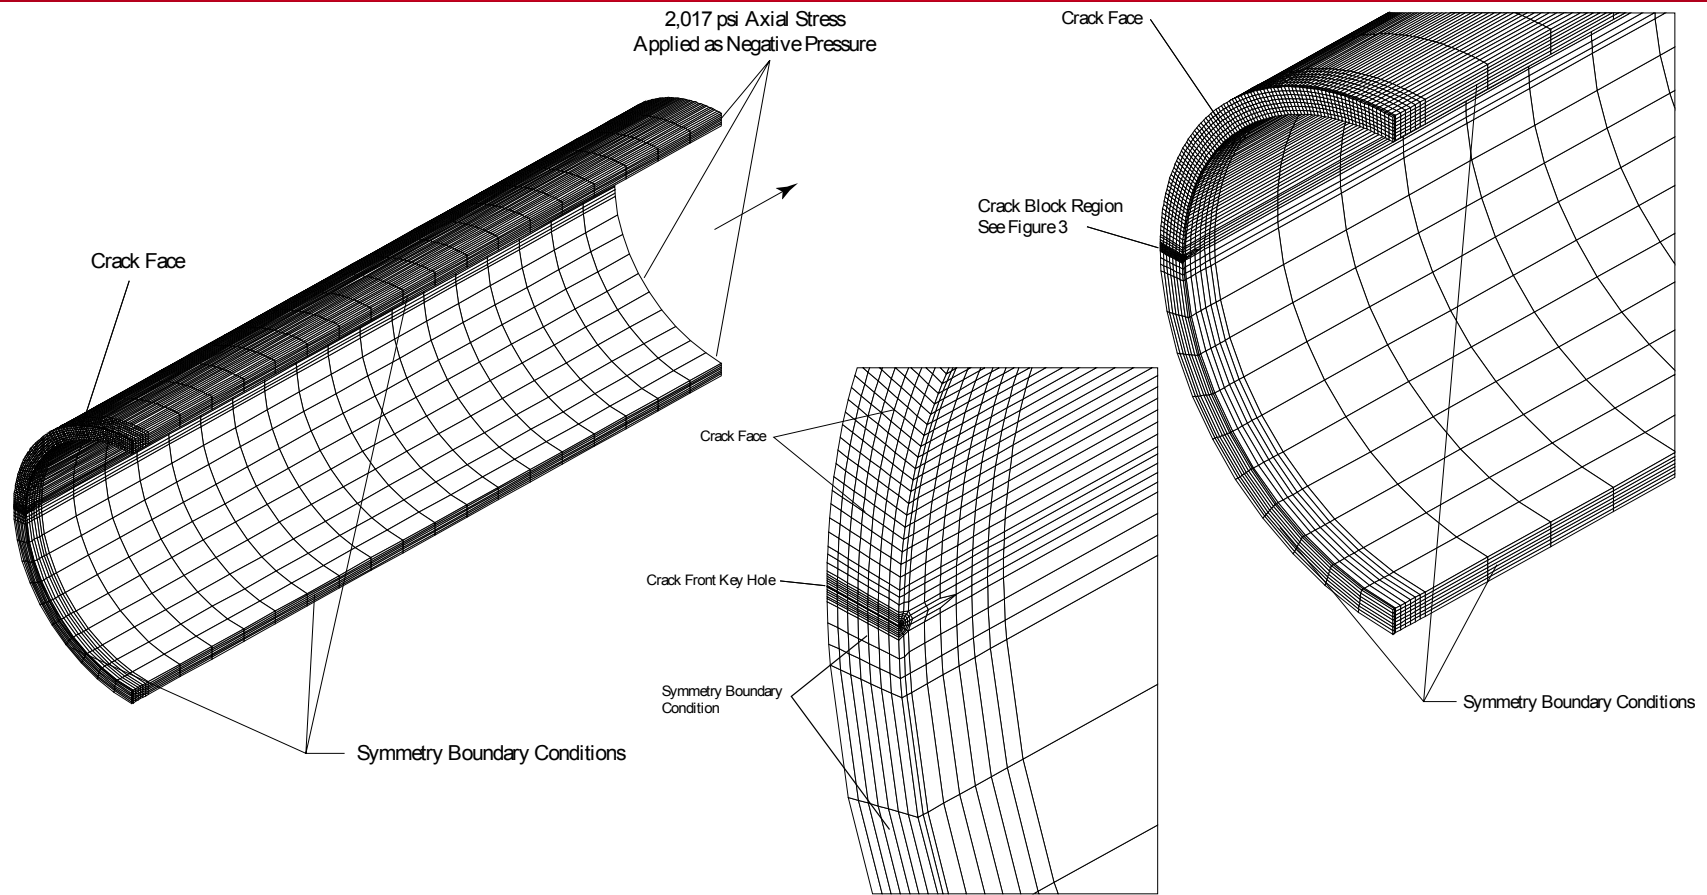 2,017 psi Axial Stress
Applied as Negative Pressure
Crack Face
Symmetry Boundary Conditions
Crack Face
Crack Front Key Hole
Symmetry Boundary
Condition
Crack Face
Crack Block Region
See Figure 3
Symmetry Boundary Conditions